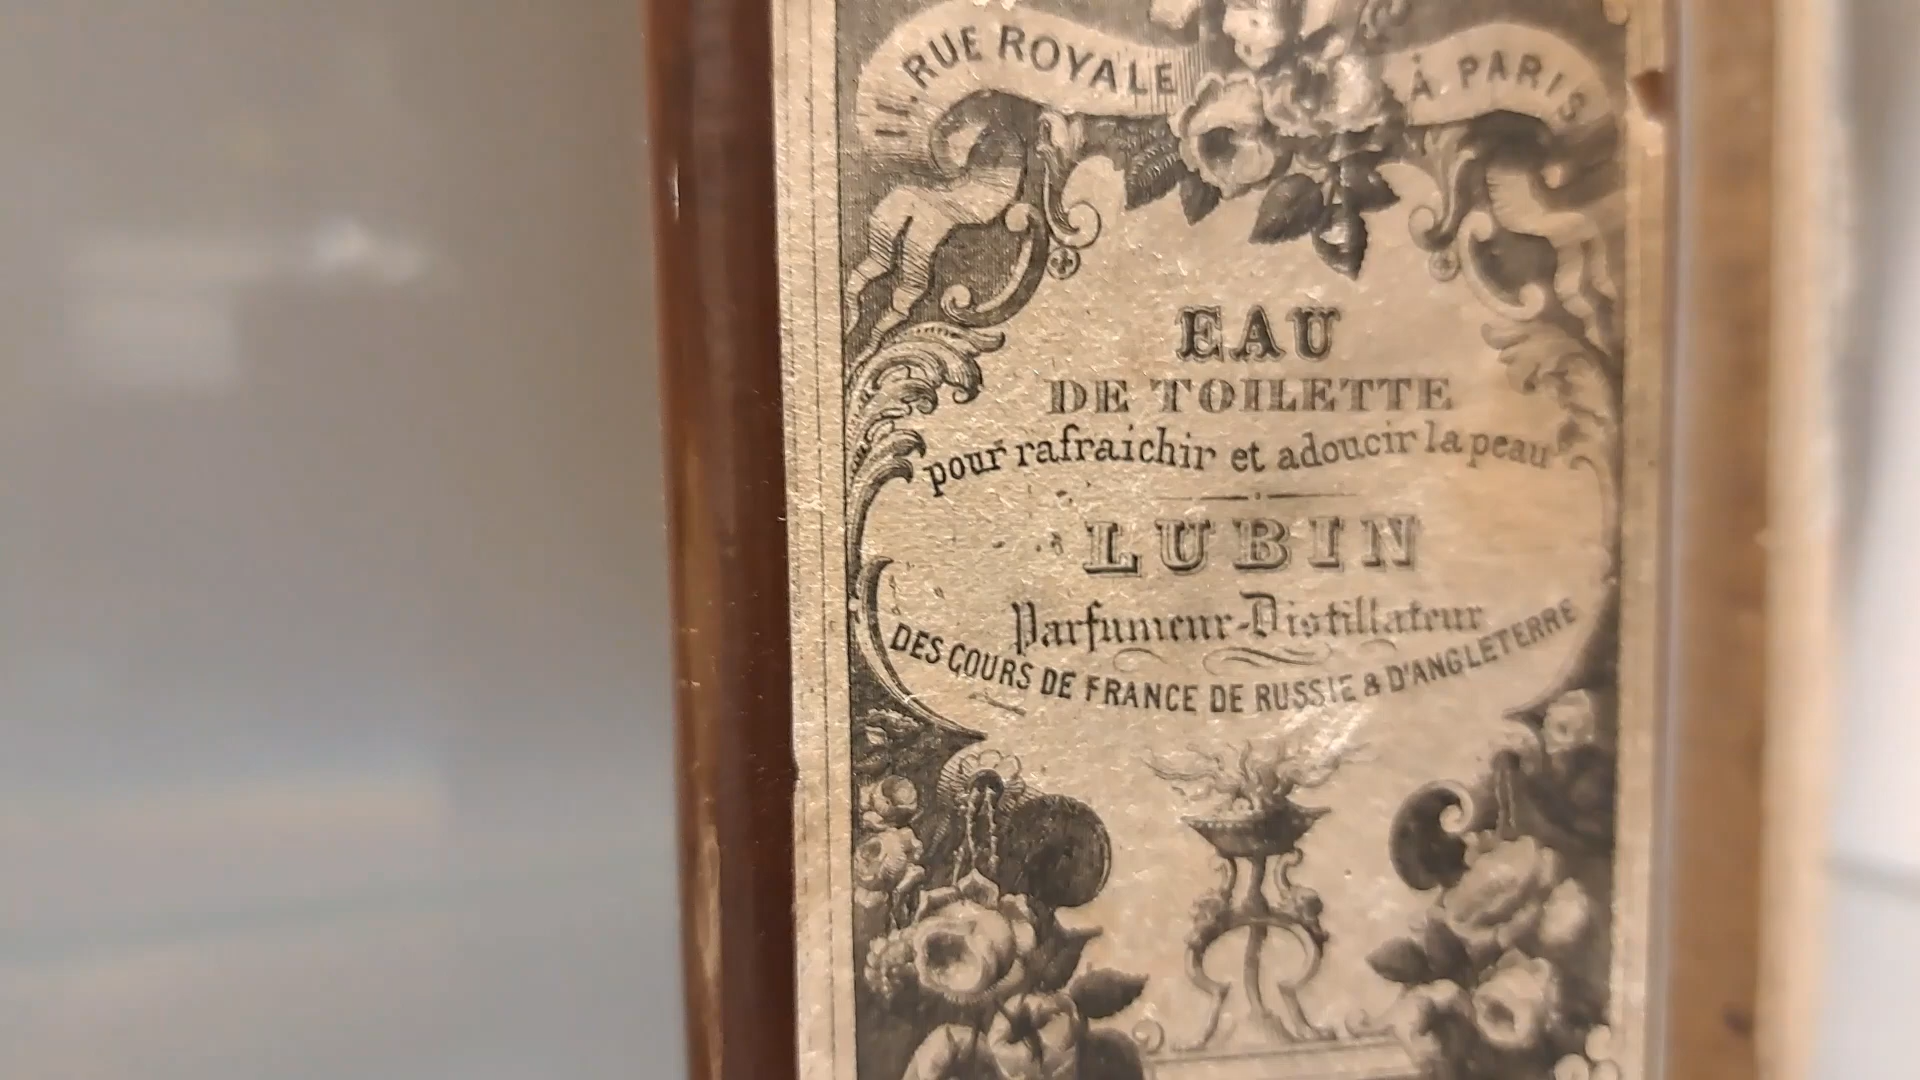 11, RUE ROYALE À PARIS
EAU
DE TOILETTE
pour rafraichir et adoucir la peau
LUBIN
Parfumeur-Distillateur
DES COURS DE FRANCE DE RUSSIE & D'ANGLETERRE